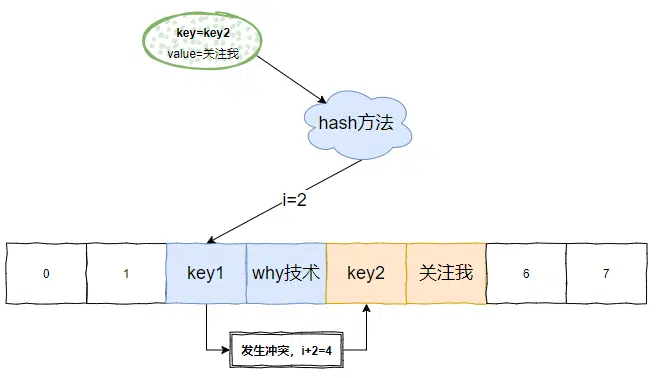 key=key2
value=关注我
hash方法
i=2
0
1
key1
why技术
key2
关注我
6
7
发生冲突，i+2=4